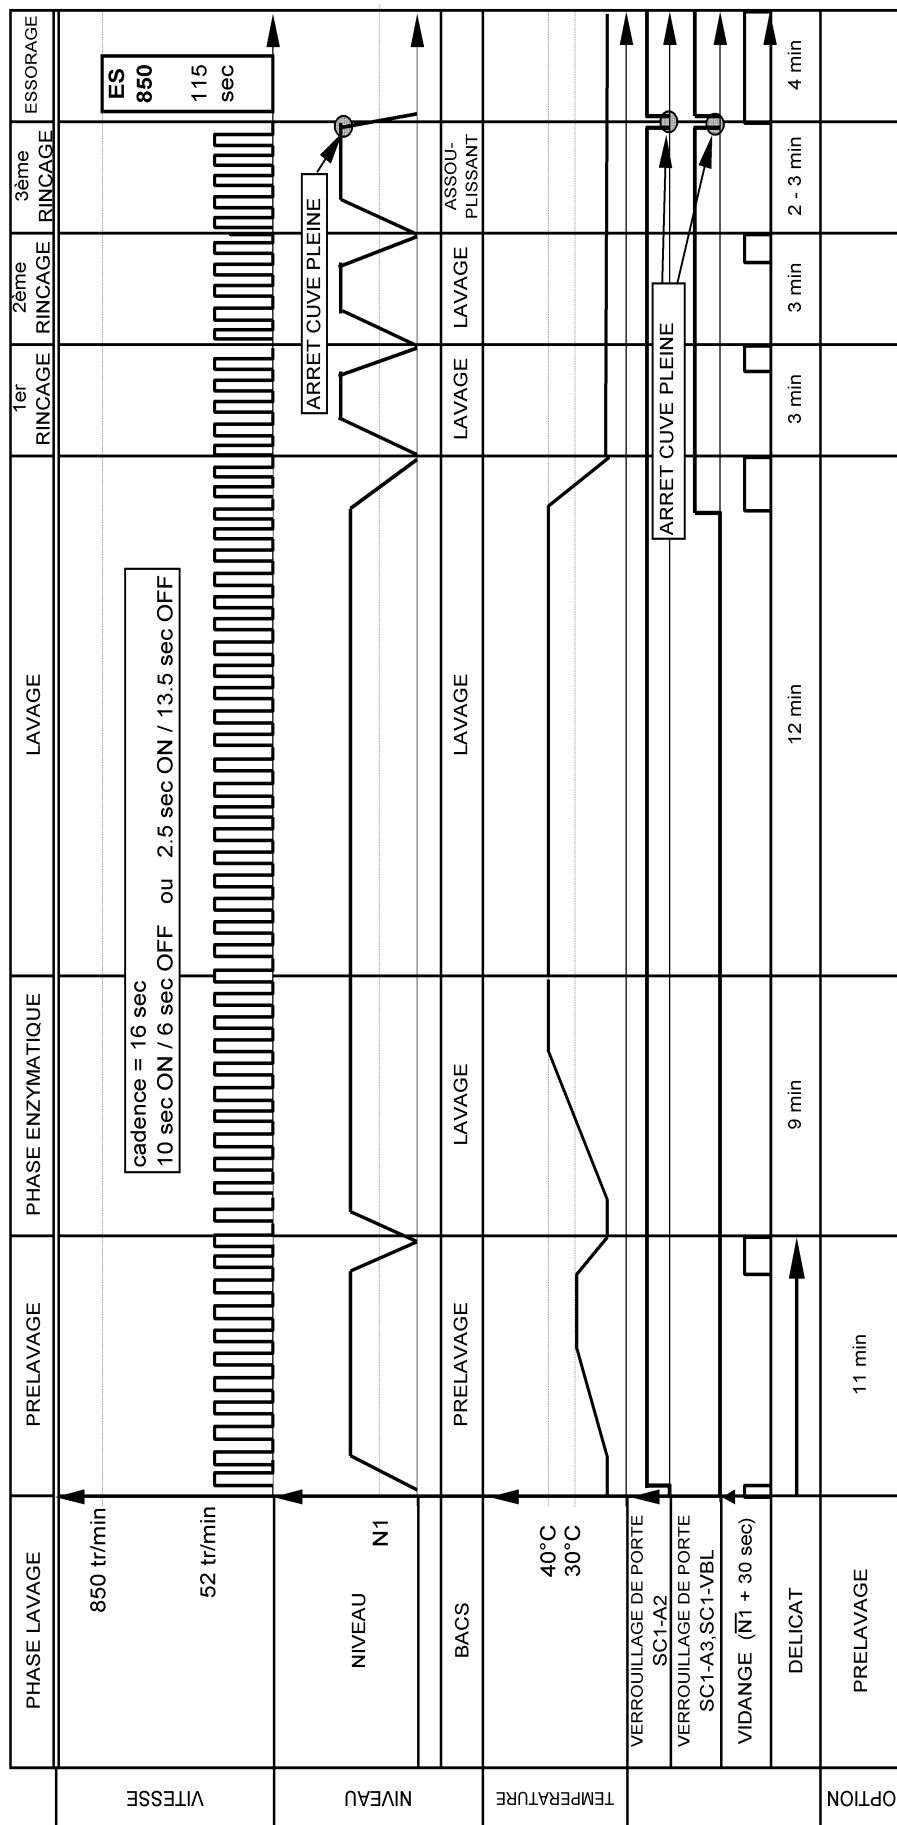 PHASE LAVAGE
PRELAVAGE
PHASE ENZYMATIQUE
LAVAGE
1er
RINCAGE
2ème
RINCAGE
3ème
RINCAGE
ESSORAGE
VITESSE
850 tr/min
52 tr/min
cadence = 16 sec
10 sec ON / 6 sec OFF ou 2.5 sec ON / 13.5 sec OFF
ES
850
115
sec
NIVEAU
NIVEAU
N1
ARRET CUVE PLEINE
BACS
PRELAVAGE
LAVAGE
LAVAGE
LAVAGE
LAVAGE
ASSOU-
PLISSANT
TEMPERATURE
40°C
30°C
VERROUILLAGE DE PORTE
SC1-A2
VERROUILLAGE DE PORTE
SC1-A3,SC1-VBL
ARRET CUVE PLEINE
VIDANGE (N̅1̅ + 30 sec)
DELICAT
9 min
12 min
3 min
3 min
2 - 3 min
4 min
OPTION
PRELAVAGE
11 min